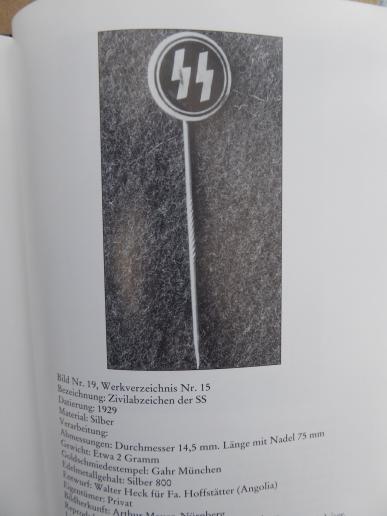 Bild Nr. 19, Werkverzeichnis Nr. 15
Bezeichnung: Zivilabzeichen der SS
Datierung: 1929
Material: Silber
Verarbeitung:
Abmessungen: Durchmesser 14,5 mm. Länge mit Nadel 75 mm
Gewicht: Etwa 2 Gramm
Goldschmiedestempel: Gahr München
Edelmetallgehalt: Silber 800
Entwurf: Walter Heck für Fa. Hoffstätter (Angolia)
Eigentümer: Privat
Bildherkunft: Arthur Nürnberg